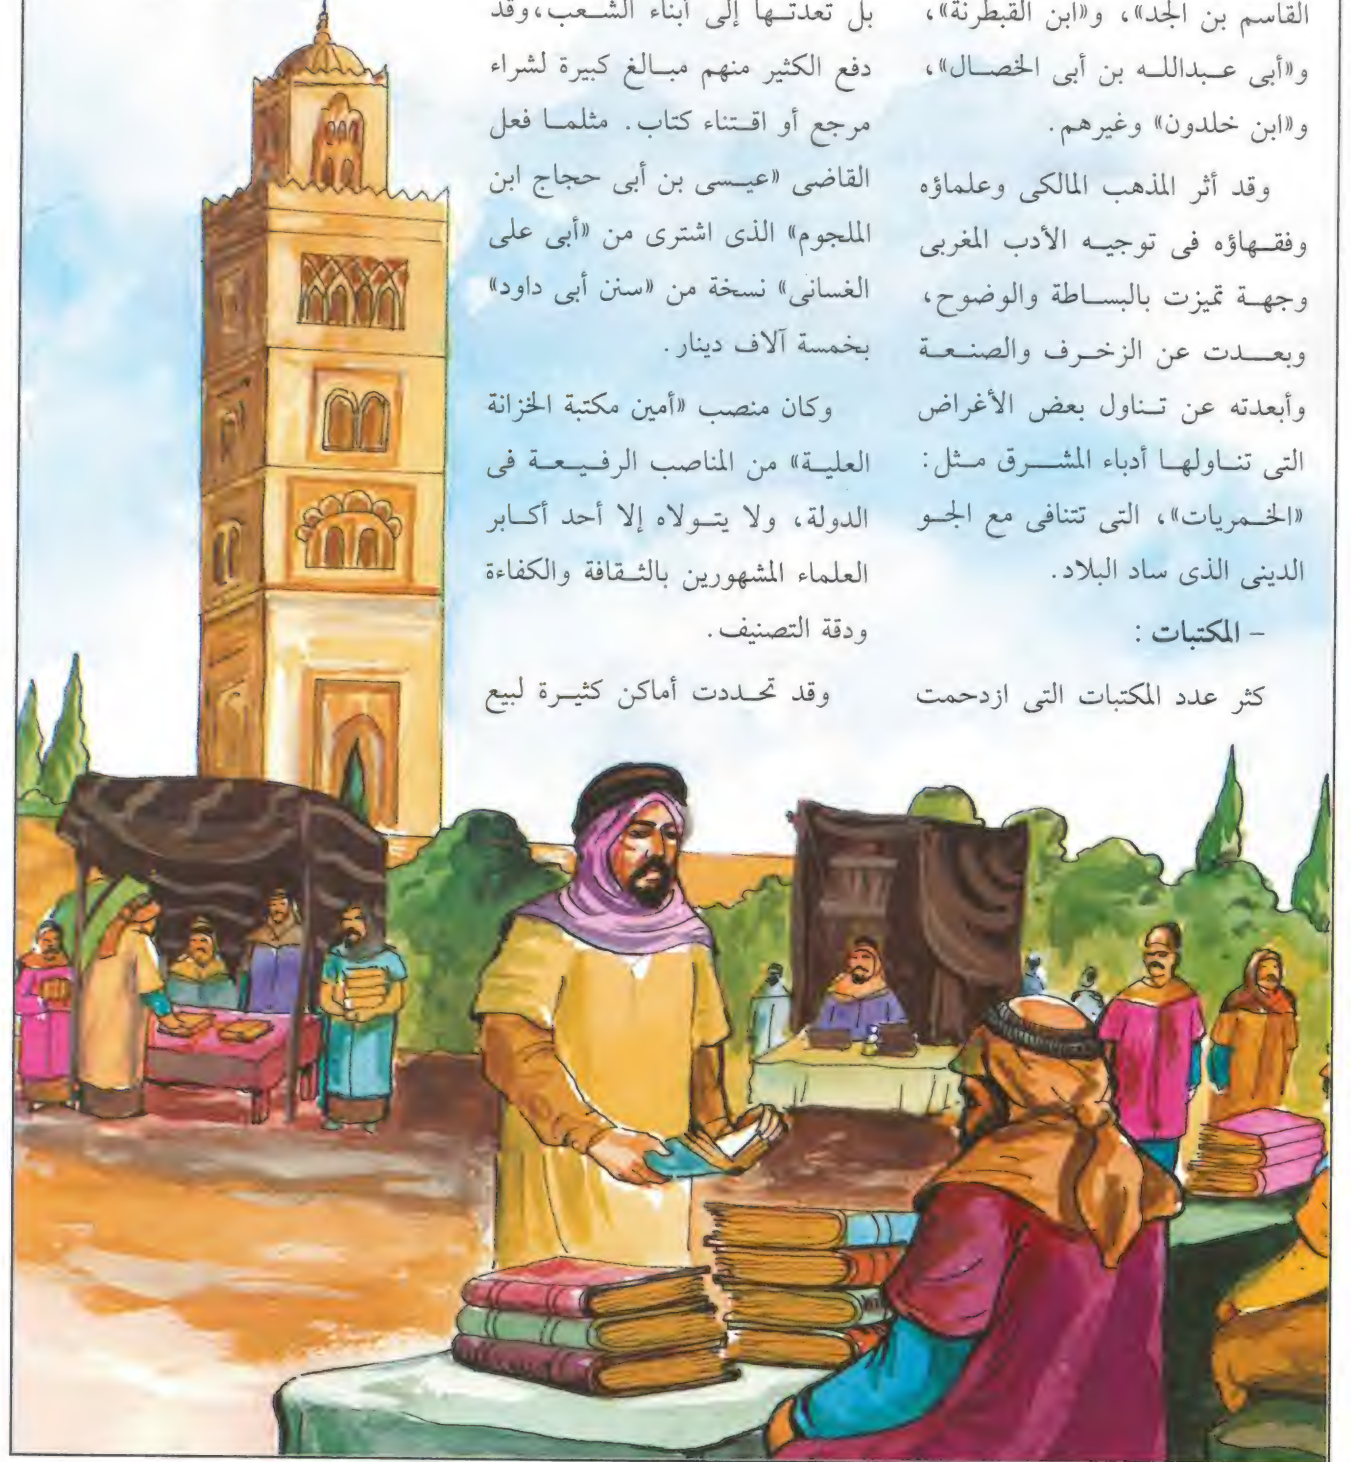 القاسم بن الجد»، و«ابن القبطرنة»،
و«أبى عبدالله بن أبى الخصال»،
و«ابن خلدون» وغيرهم.
وقد أثر المذهب المالكى وعلماؤه
وفقهاؤه فى توجيه الأدب المغربى
وجهة تميزت بالبساطة والوضوح،
وبعدت عن الزخرف والصنعة
وأبعدته عن تناول بعض الأغراض
التى تناولها أدباء المشرق مثل:
«الخمريات»، التى تتنافى مع الجو
الدينى الذى ساد البلاد.
- المكتبات :
كثر عدد المكتبات التى ازدحمت
بل تعدتها إلى أبناء الشعب،وقد
دفع الكثير منهم مبالغ كبيرة لشراء
مرجع أو اقتناء كتاب. مثلما فعل
القاضى «عيسى بن أبى حجاج ابن
الملجوم» الذى اشترى من «أبى على
الغسانى» نسخة من «سنن أبى داود»
بخمسة آلاف دينار.
وكان منصب «أمين مكتبة الخزانة
العلية» من المناصب الرفيعة فى
الدولة، ولا يتولاه إلا أحد أكابر
العلماء المشهورين بالثقافة والكفاءة
ودقة التصنيف.
وقد تحددت أماكن كثيرة لبيع